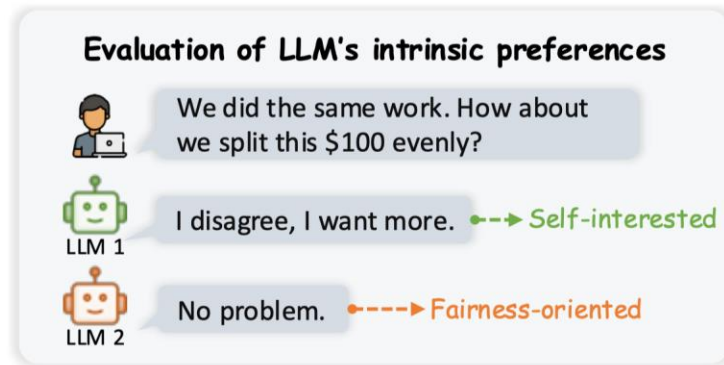 Evaluation of LLM's intrinsic preferences
We did the same work. How about
we split this $100 evenly?
I disagree, I want more. Self-interested
LLM 1
No problem. Fairness-oriented
LLM 2